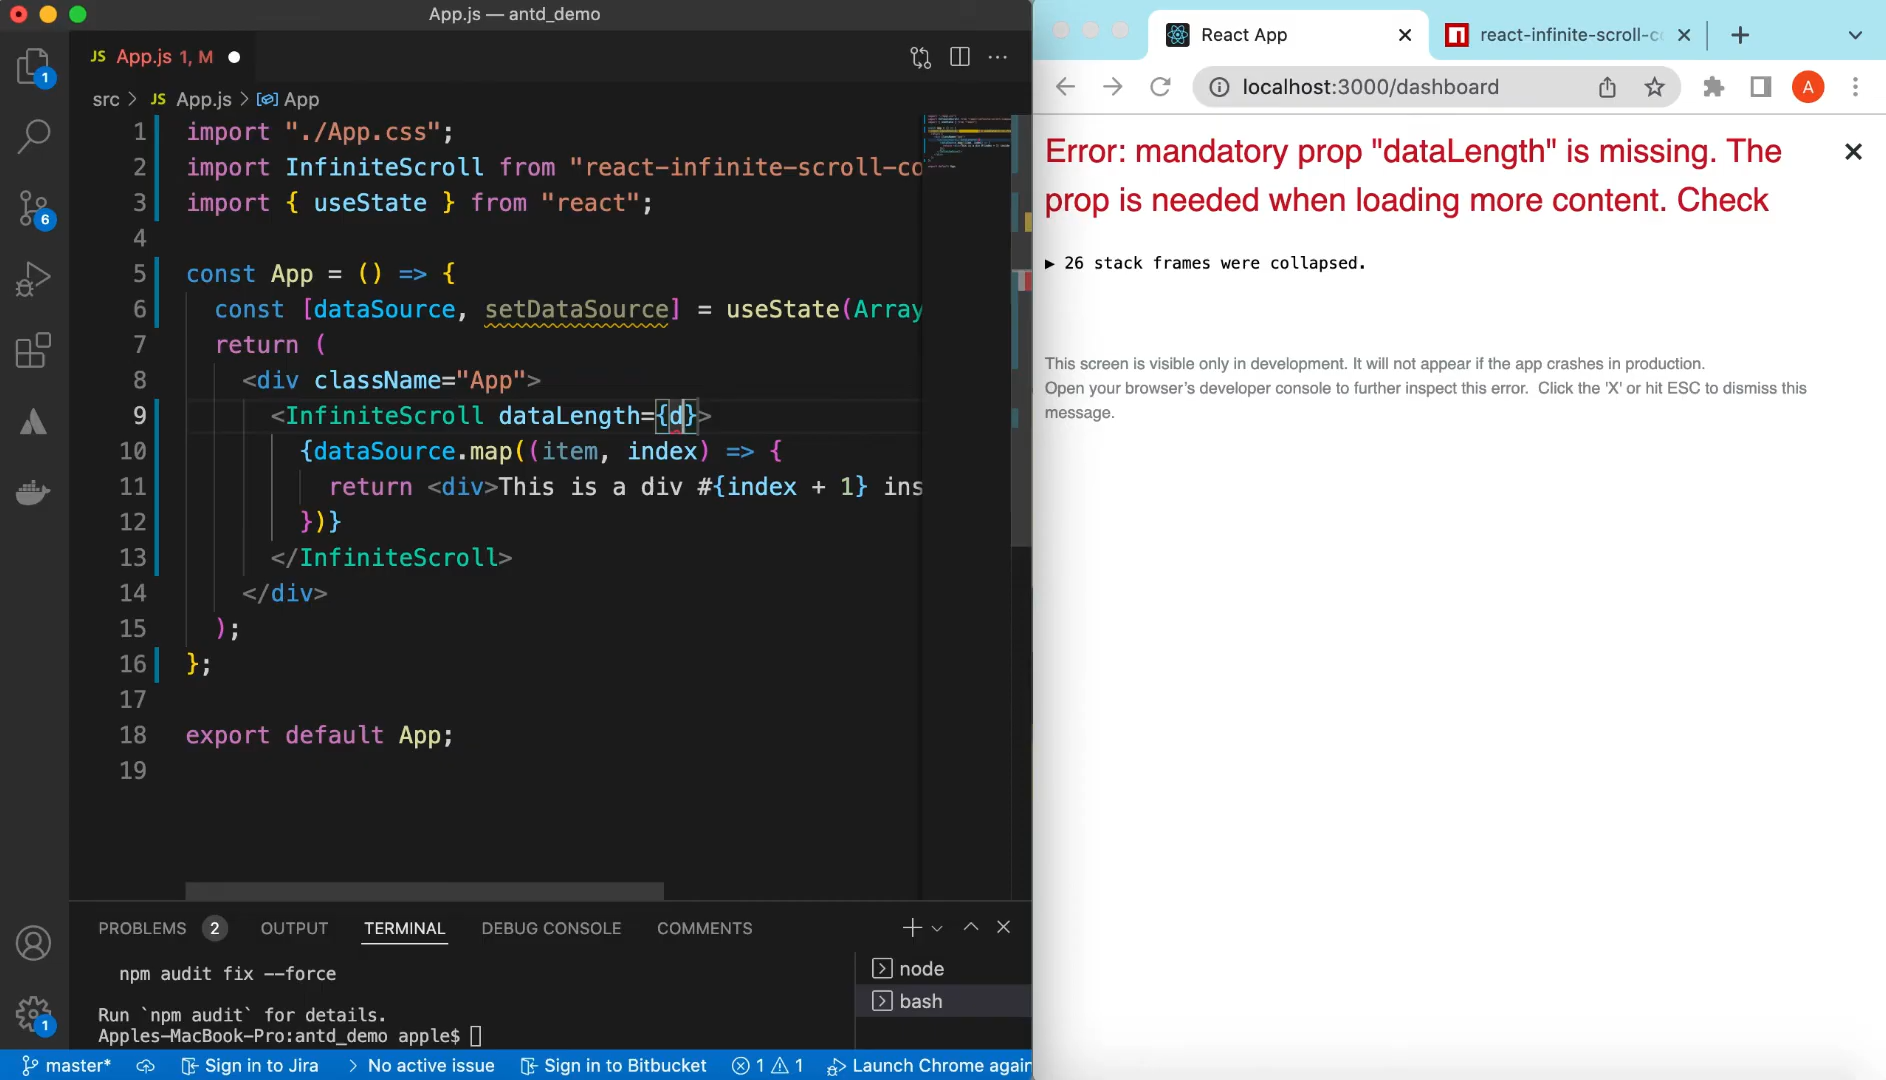 App.js — antd_demo
JS App.js 1, M
src > JS App.js > App
1 import "./App.css";
2 import InfiniteScroll from "react-infinite-scroll-co
3 import { useState } from "react";
4
5 const App = () => {
6 const [dataSource, setDataSource] = useState(Array
7 return (
8 <div className="App">
9 <InfiniteScroll dataLength={d}>
10 {dataSource.map((item, index) => {
11 return <div>This is a div #{index + 1} ins
12 })}
13 </InfiniteScroll>
14 </div>
15 );
16 };
17
18 export default App;
19
1
6
1
PROBLEMS 2 OUTPUT TERMINAL DEBUG CONSOLE COMMENTS
npm audit fix --force
Run `npm audit` for details.
Apples-MacBook-Pro:antd_demo apple$
node
bash
master* Sign in to Jira > No active issue Sign in to Bitbucket 1 1 Launch Chrome again
React App
react-infinite-scroll-co
localhost:3000/dashboard
A
Error: mandatory prop "dataLength" is missing. The
prop is needed when loading more content. Check
▶ 26 stack frames were collapsed.
This screen is visible only in development. It will not appear if the app crashes in production.
Open your browser’s developer console to further inspect this error.  Click the 'X' or hit ESC to dismiss this
message.